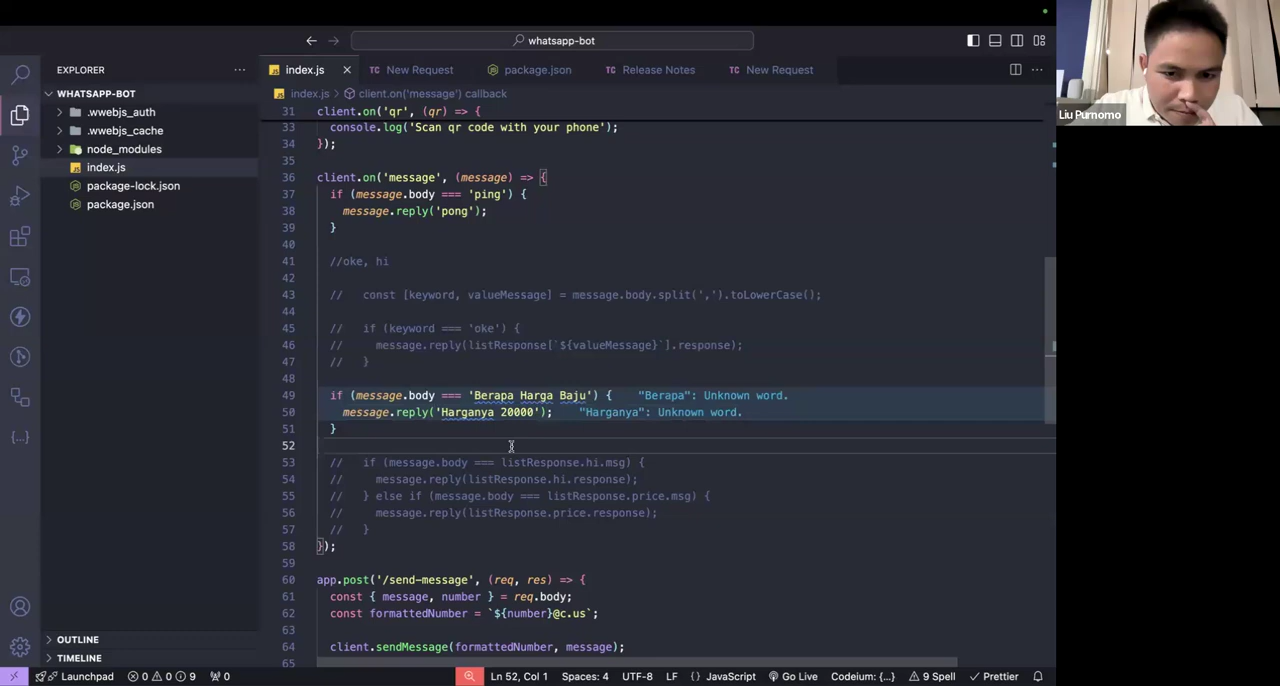 whatsapp-bot
EXPLORER
index.js
New Request
package.json
Release Notes
New Request
WHATSAPP-BOT
.wwebjs_auth
.wwebjs_cache
node_modules
index.js
package-lock.json
package.json
index.js > client.on('message') callback
31 client.on('qr', (qr) => {
33 console.log('Scan qr code with your phone');
34 });
35
36 client.on('message', (message) => {
37 if (message.body === 'ping') {
38 message.reply('pong');
39 }
40
41 //oke, hi
42
43 // const [keyword, valueMessage] = message.body.split(',').toLowerCase();
44
45 // if (keyword === 'oke') {
46 // message.reply(listResponse[`${valueMessage}`].response);
47 // }
48
49 if (message.body === 'Berapa Harga Baju') { "Berapa": Unknown word.
50 message.reply('Harganya 20000'); "Harganya": Unknown word.
51 }
52
53 // if (message.body === listResponse.hi.msg) {
54 // message.reply(listResponse.hi.response);
55 // } else if (message.body === listResponse.price.msg) {
56 // message.reply(listResponse.price.response);
57 // }
58 });
59
60 app.post('/send-message', (req, res) => {
61 const { message, number } = req.body;
62 const formattedNumber = `${number}@c.us`;
63
64 client.sendMessage(formattedNumber, message);
65
OUTLINE
TIMELINE
Launchpad 0 0 9 0 Ln 52, Col 1 Spaces: 4 UTF-8 LF {} JavaScript Go Live Codeium: {...} 9 Spell Prettier
Liu Purnomo